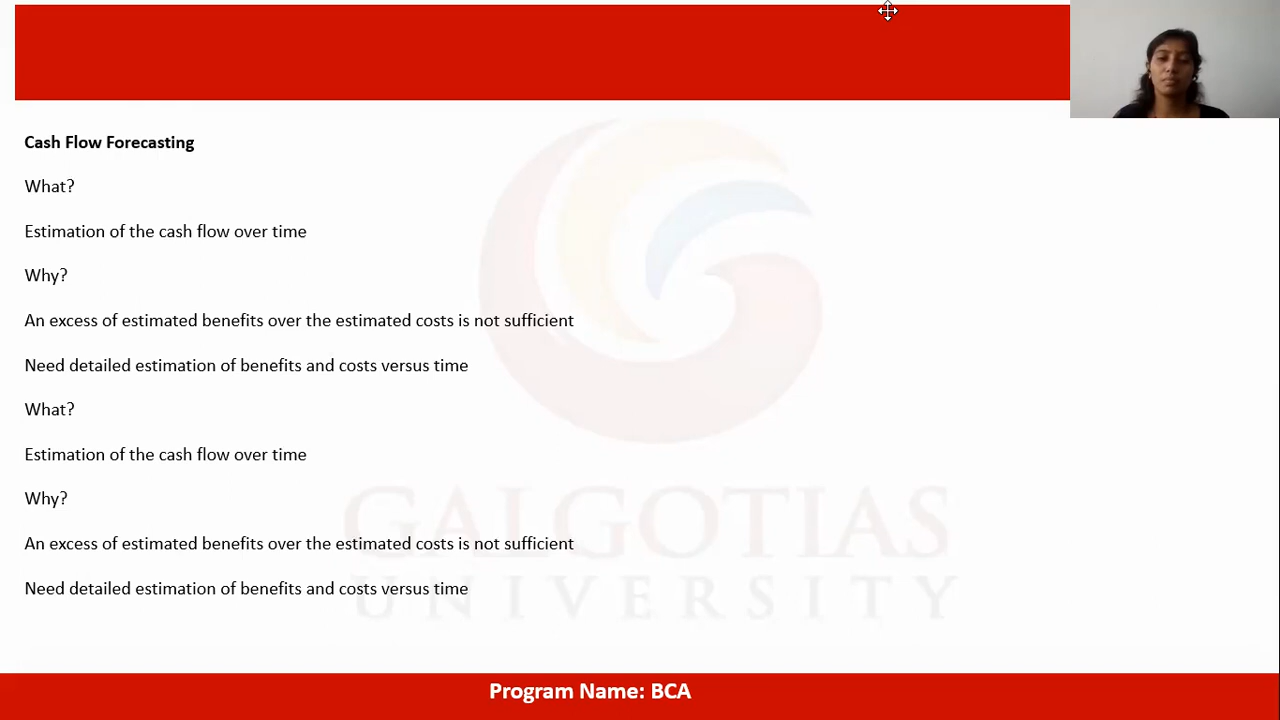 Cash Flow Forecasting
What?
Estimation of the cash flow over time
Why?
An excess of estimated benefits over the estimated costs is not sufficient
Need detailed estimation of benefits and costs versus time
What?
Estimation of the cash flow over time
Why?
An excess of estimated benefits over the estimated costs is not sufficient
Need detailed estimation of benefits and costs versus time
GALGOTIAS
UNIVERSITY
Program Name: BCA